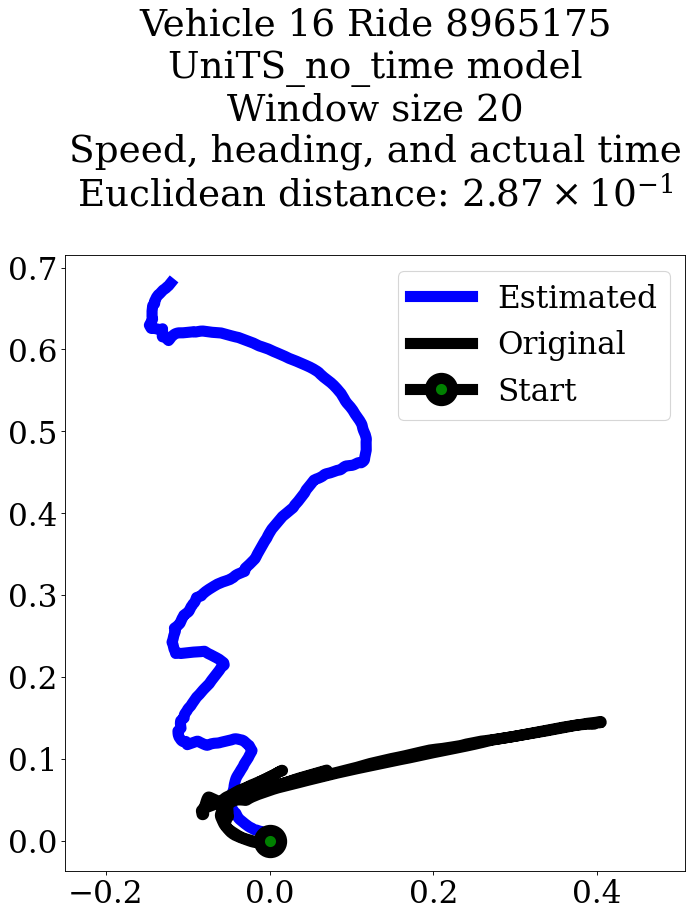 Vehicle 16 Ride 8965175
UniTS_no_time model
Window size 20
Speed, heading, and actual time
Euclidean distance: 2.87 × 10⁻¹
Estimated
Original
Start
0.7
0.6
0.5
0.4
0.3
0.2
0.1
0.0
−0.2 0.0 0.2 0.4